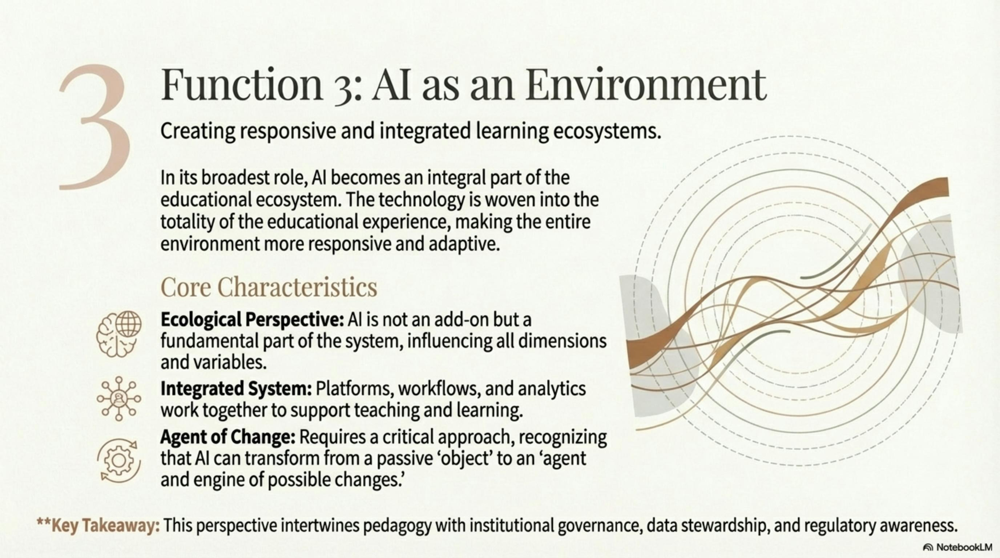 3
Function 3: AI as an Environment
Creating responsive and integrated learning ecosystems.
In its broadest role, AI becomes an integral part of the
educational ecosystem. The technology is woven into the
totality of the educational experience, making the entire
environment more responsive and adaptive.
Core Characteristics
Ecological Perspective: AI is not an add-on but a
fundamental part of the system, influencing all dimensions
and variables.
Integrated System: Platforms, workflows, and analytics
work together to support teaching and learning.
Agent of Change: Requires a critical approach, recognizing
that AI can transform from a passive ‘object’ to an ‘agent
and engine of possible changes.’
**Key Takeaway: This perspective intertwines pedagogy with institutional governance, data stewardship, and regulatory awareness.
NotebookLM